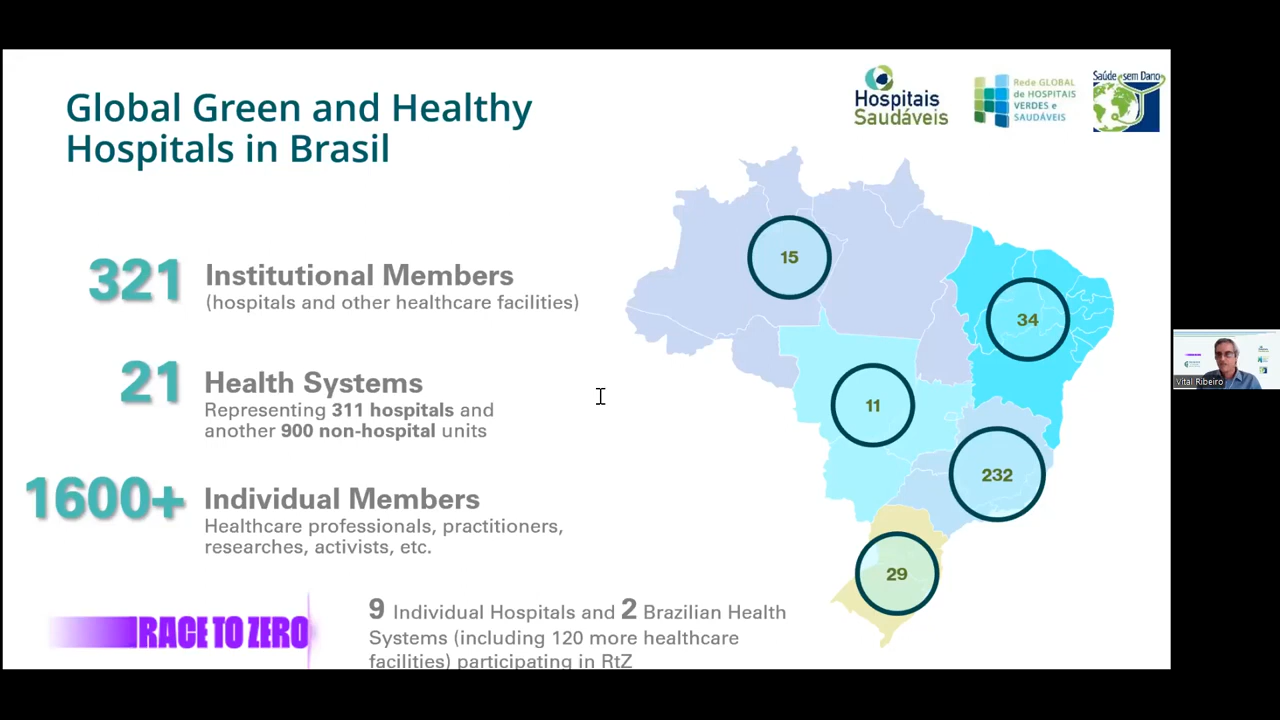 Global Green and Healthy
Hospitals in Brasil
Hospitais
Saudáveis
Rede GLOBAL
de HOSPITAIS
VERDES e
SAUDÁVEIS
Saúde sem Dano
321
Institutional Members
(hospitals and other healthcare facilities)
21
Health Systems
Representing 311 hospitals and
another 900 non-hospital units
1600+
Individual Members
Healthcare professionals, practitioners,
researches, activists, etc.
RACE TO ZERO
9 Individual Hospitals and 2 Brazilian Health
Systems (including 120 more healthcare
facilities) participating in RtZ
15
34
11
232
29
Vital Ribeiro